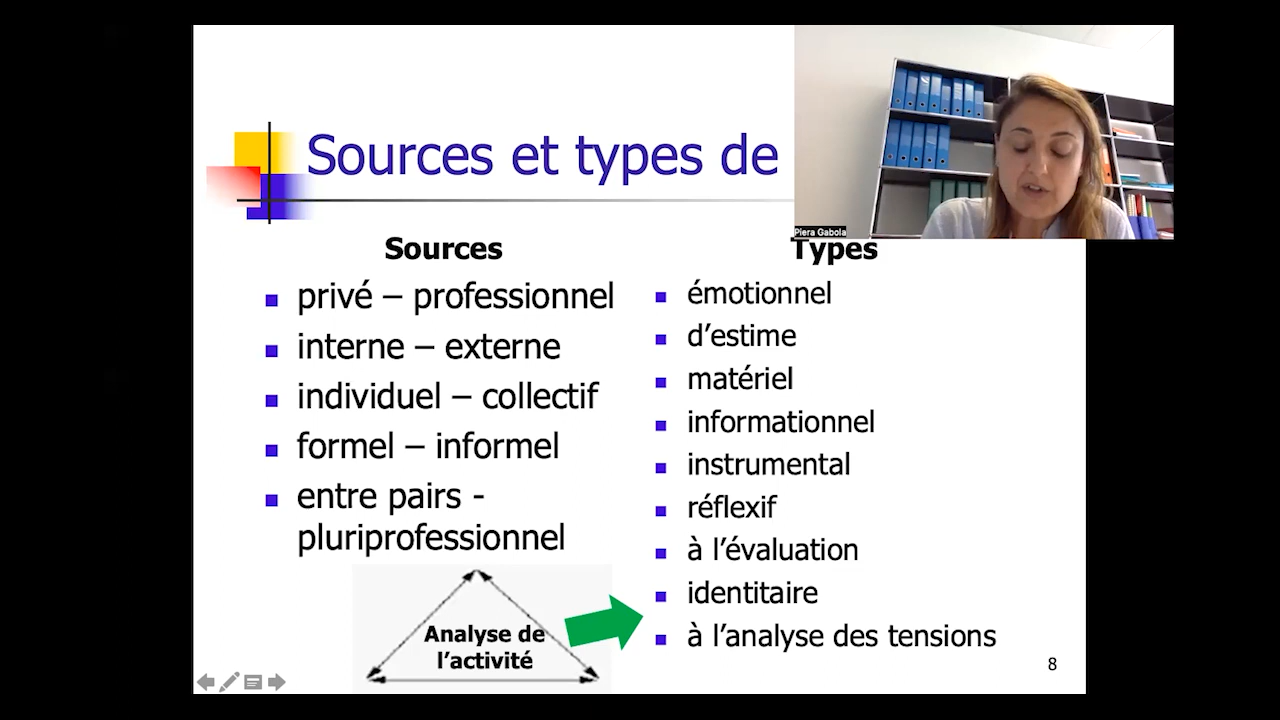 Sources et types de
Piera Gabola
Sources
privé – professionnel
interne – externe
individuel – collectif
formel – informel
entre pairs -
pluriprofessionnel
Analyse de
l'activité
Types
émotionnel
d'estime
matériel
informationnel
instrumental
réflexif
à l'évaluation
identitaire
à l'analyse des tensions
8